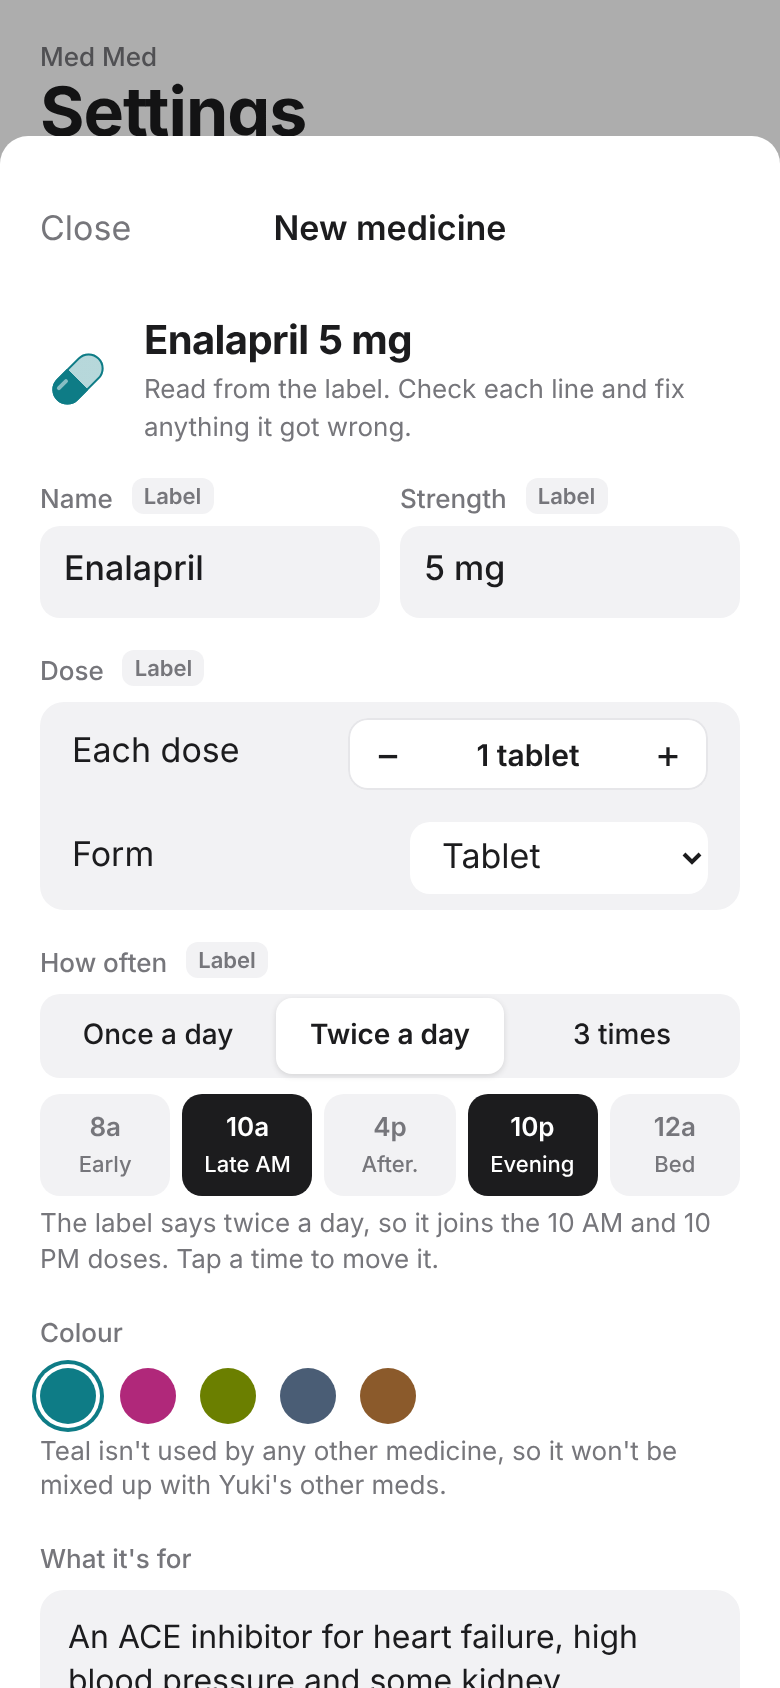 Med Med
Settings
Close
New medicine
Enalapril 5 mg
Read from the label. Check each line and fix
anything it got wrong.
Name Label
Strength Label
Enalapril
5 mg
Dose Label
Each dose
− 1 tablet +
Form
Tablet
How often Label
Once a day Twice a day 3 times
8a 10a 4p 10p 12a
Early Late AM After. Evening Bed
The label says twice a day, so it joins the 10 AM and 10
PM doses. Tap a time to move it.
Colour
Teal isn't used by any other medicine, so it won't be
mixed up with Yuki's other meds.
What it's for
An ACE inhibitor for heart failure, high
blood pressure and some kidney